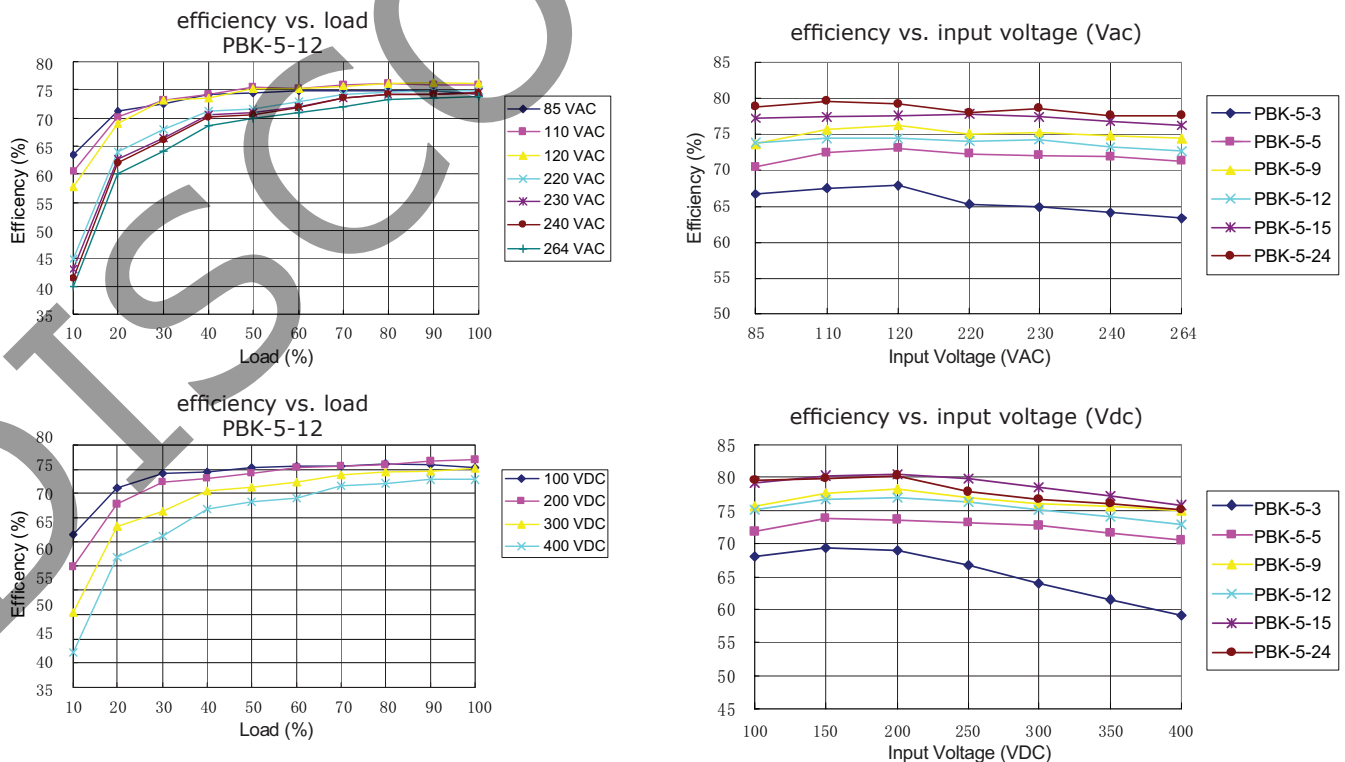 efficiency vs. load
PBK-5-12
80
75
70
65
60
55
50
45
40
35
Efficency (%)
10 20 30 40 50 60 70 80 90 100
Load (%)
85 VAC
110 VAC
120 VAC
220 VAC
230 VAC
240 VAC
264 VAC
efficiency vs. input voltage (Vac)
85
80
75
70
65
60
55
50
Efficiency (%)
85 110 120 220 230 240 264
Input Voltage (VAC)
PBK-5-3
PBK-5-5
PBK-5-9
PBK-5-12
PBK-5-15
PBK-5-24
efficiency vs. load
PBK-5-12
80
75
70
65
60
55
50
45
40
35
Efficency (%)
10 20 30 40 50 60 70 80 90 100
Load (%)
100 VDC
200 VDC
300 VDC
400 VDC
efficiency vs. input voltage (Vdc)
85
80
75
70
65
60
55
50
45
Efficiency (%)
100 150 200 250 300 350 400
Input Voltage (VDC)
PBK-5-3
PBK-5-5
PBK-5-9
PBK-5-12
PBK-5-15
PBK-5-24
DISCO